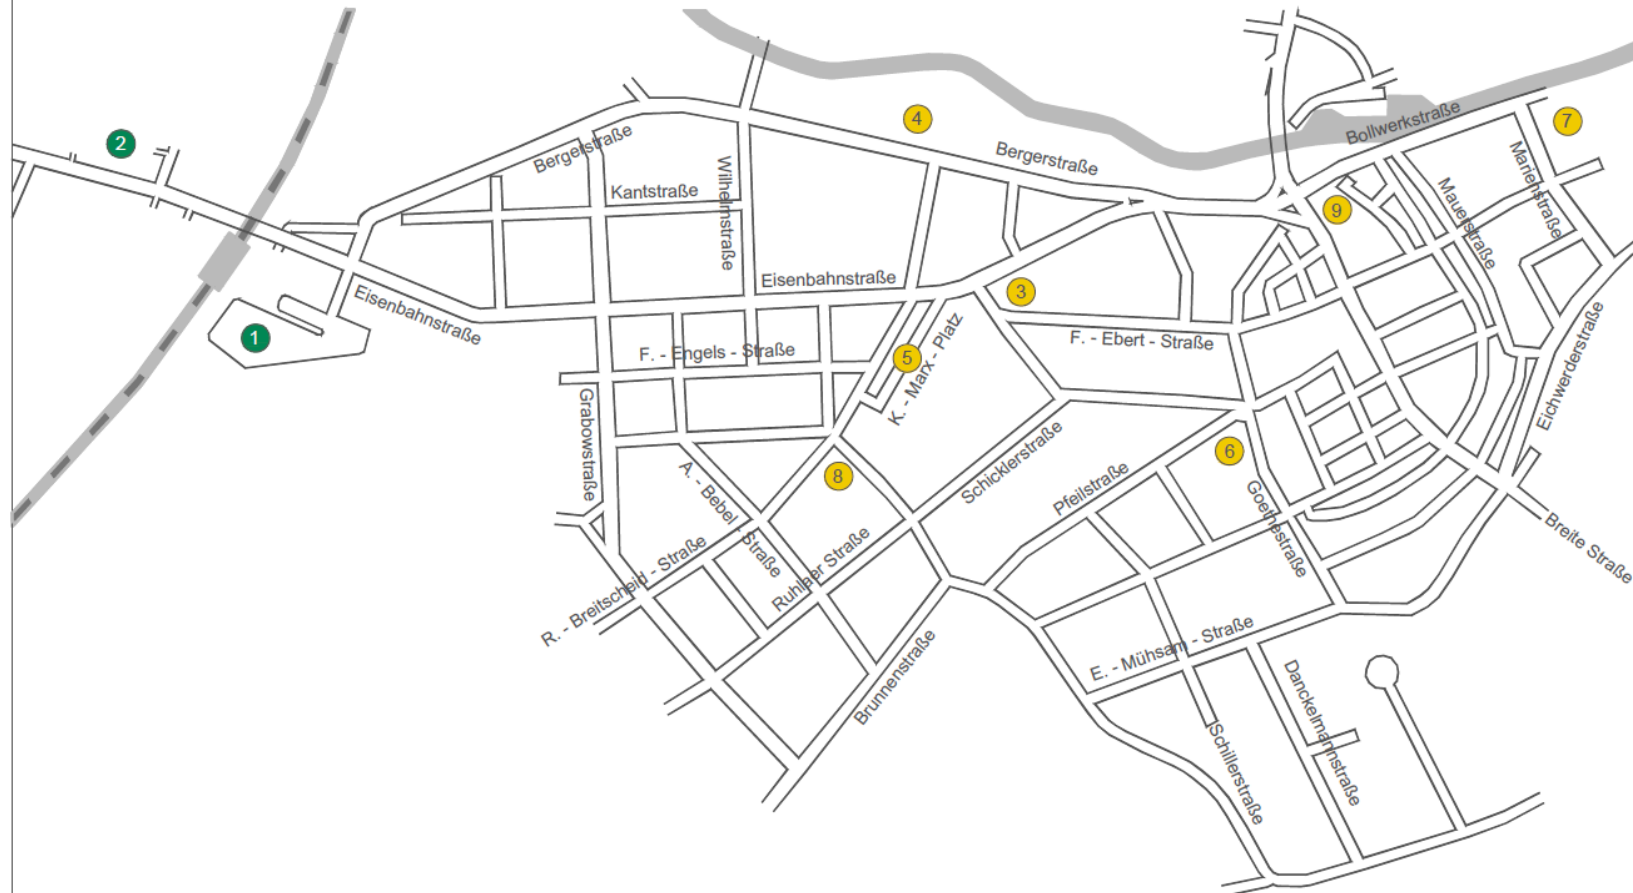 2
4
7
Bollwerkstraße
Bergerstraße
Bergerstraße
Marienstraße
Wilhelmstraße
Kantstraße
Mauerstraße
9
Eisenbahnstraße
3
Eisenbahnstraße
1
F. - Engels - Straße
5
K. - Marx - Platz
F. - Ebert - Straße
Eichwerderstraße
Grabowstraße
A. - Bebel - Straße
8
Schicklerstraße
6
Pfeilstraße
Goethestraße
Breite Straße
R. - Breitscheid - Straße
Ruhlaer Straße
Brunnenstraße
E. - Mühsam - Straße
Danckelmannstraße
Schillerstraße